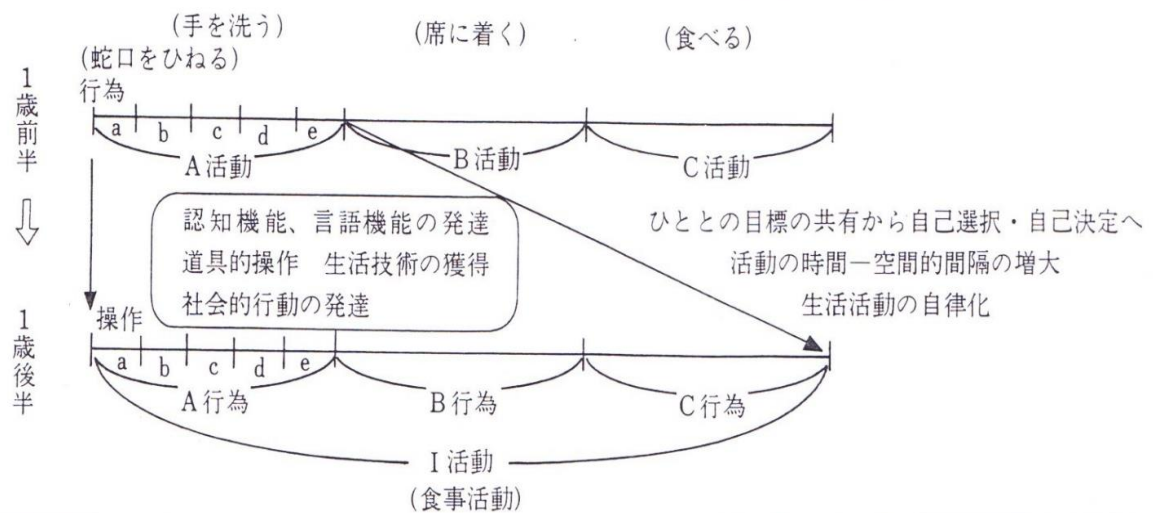 (手を洗う)
(席に着く)
(食べる)
(蛇口をひねる)
行為
1歳前半
a b c d e
A活動
B活動
C活動
認知機能、言語機能の発達
道具的操作 生活技術の獲得
社会的行動の発達
ひととの目標の共有から自己選択・自己決定へ
活動の時間－空間的間隔の増大
生活活動の自律化
操作
1歳後半
a b c d e
A行為
B行為
C行為
I活動
(食事活動)